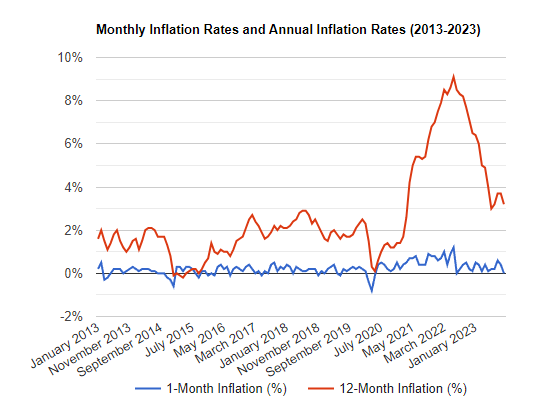 Monthly Inflation Rates and Annual Inflation Rates (2013-2023)
10%
8%
6%
4%
2%
0%
-2%
January 2013
November 2013
September 2014
July 2015
May 2016
March 2017
January 2018
November 2018
September 2019
July 2020
May 2021
March 2022
January 2023
1-Month Inflation (%)
12-Month Inflation (%)